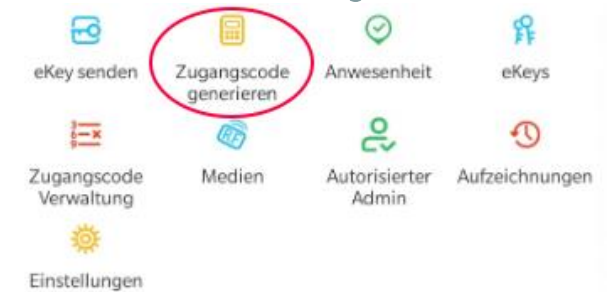 eKey senden
Zugangscode
generieren
Anwesenheit
eKeys
Zugangscode
Verwaltung
Medien
Autorisierter
Admin
Aufzeichnungen
Einstellungen